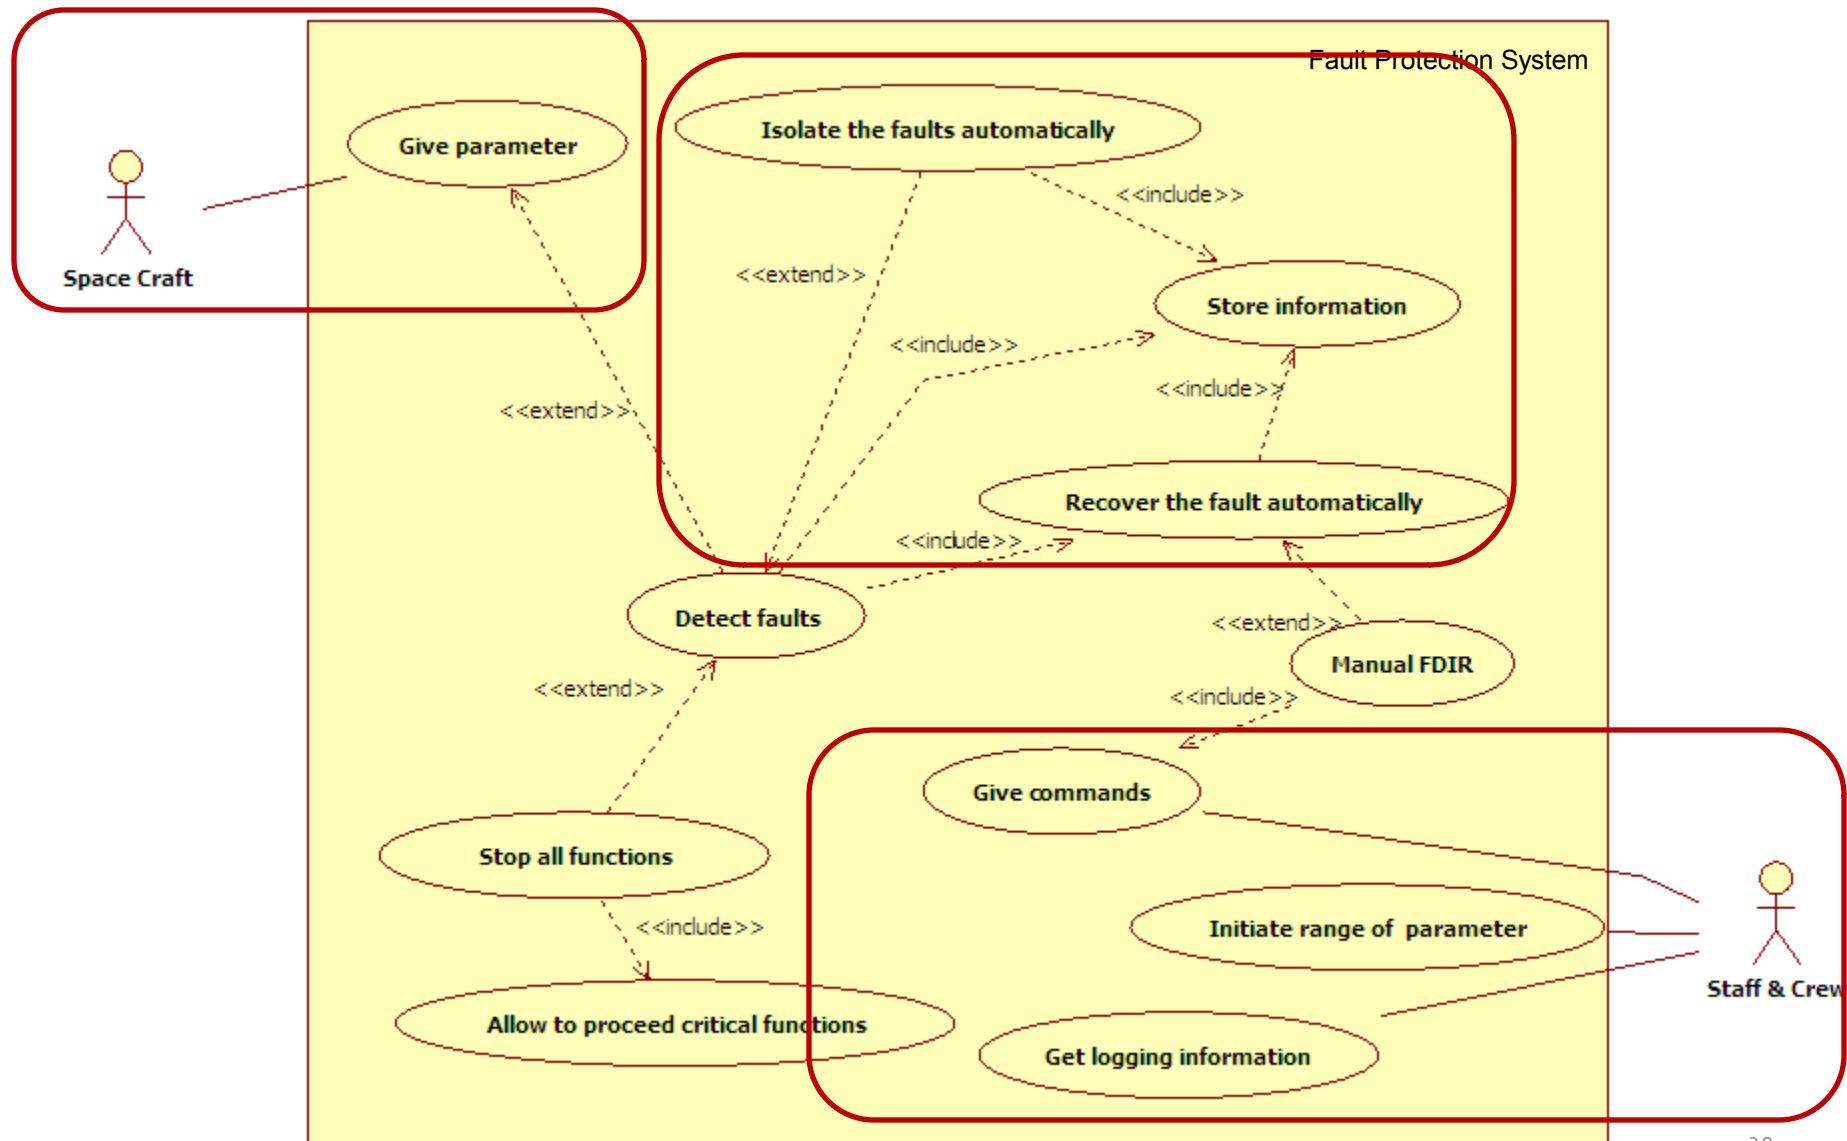 Fault Protection System
Give parameter
Isolate the faults automatically
<<include>>
Space Craft
<<extend>>
Store information
<<include>>
<<include>>
<<extend>>
Recover the fault automatically
<<include>>
Detect faults
<<extend>>
Manual FDIR
<<extend>>
<<include>>
Give commands
Stop all functions
<<include>>
Initiate range of parameter
Staff & Crew
Allow to proceed critical functions
Get logging information